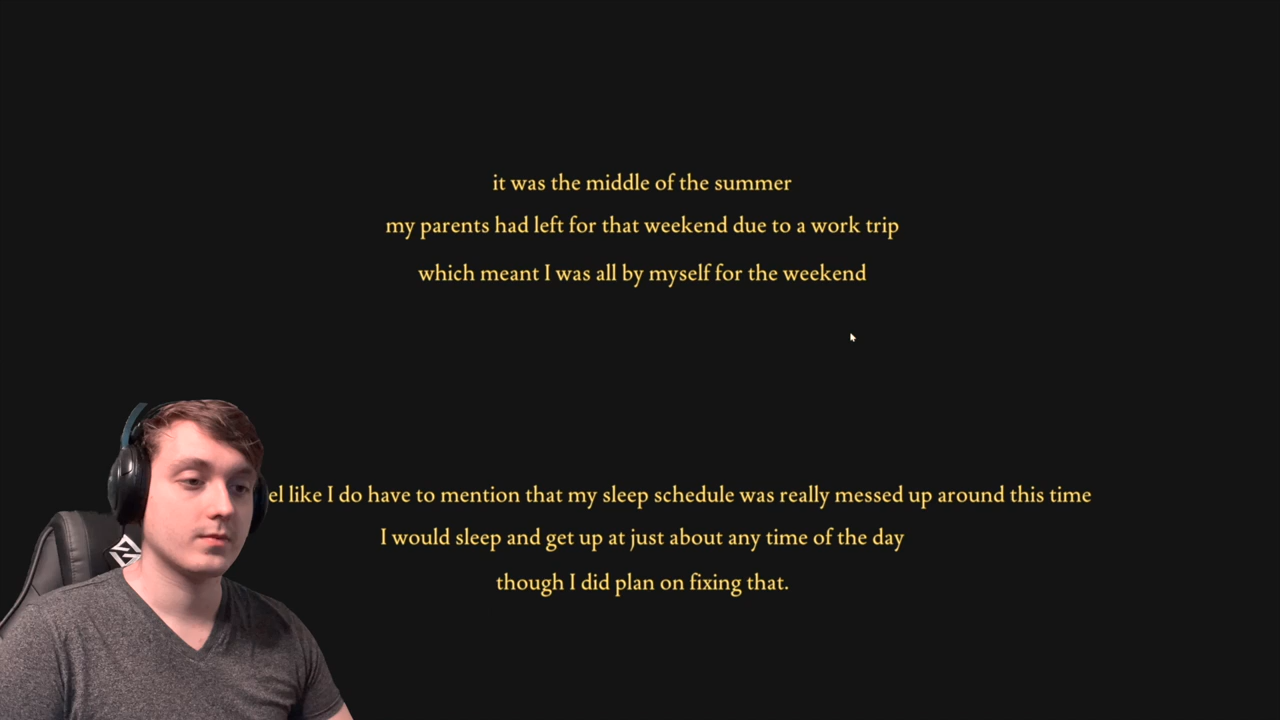 it was the middle of the summer
my parents had left for that weekend due to a work trip
which meant I was all by myself for the weekend
like I do have to mention that my sleep schedule was really messed up around this time
I would sleep and get up at just about any time of the day
though I did plan on fixing that.